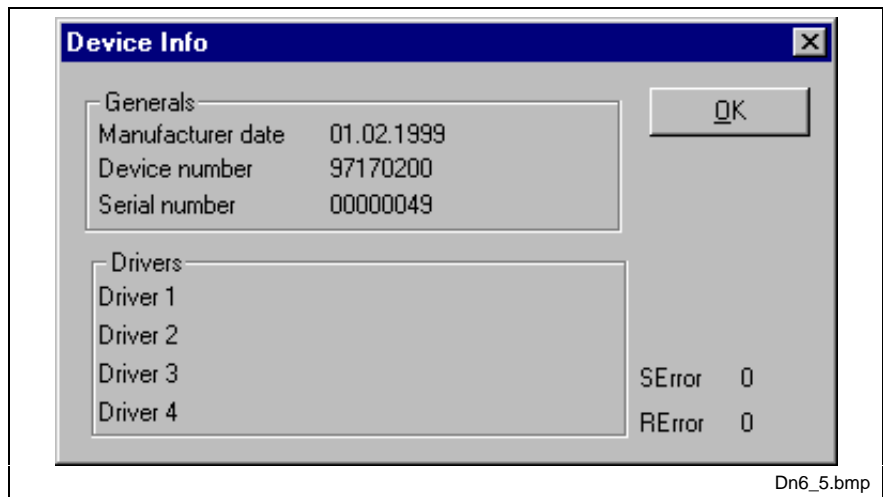 Device Info
Generals
OK
Manufacturer date 01.02.1999
Device number 97170200
Serial number 00000049
Drivers
Driver 1
Driver 2
Driver 3
SError 0
Driver 4
RError 0
Dn6_5.bmp